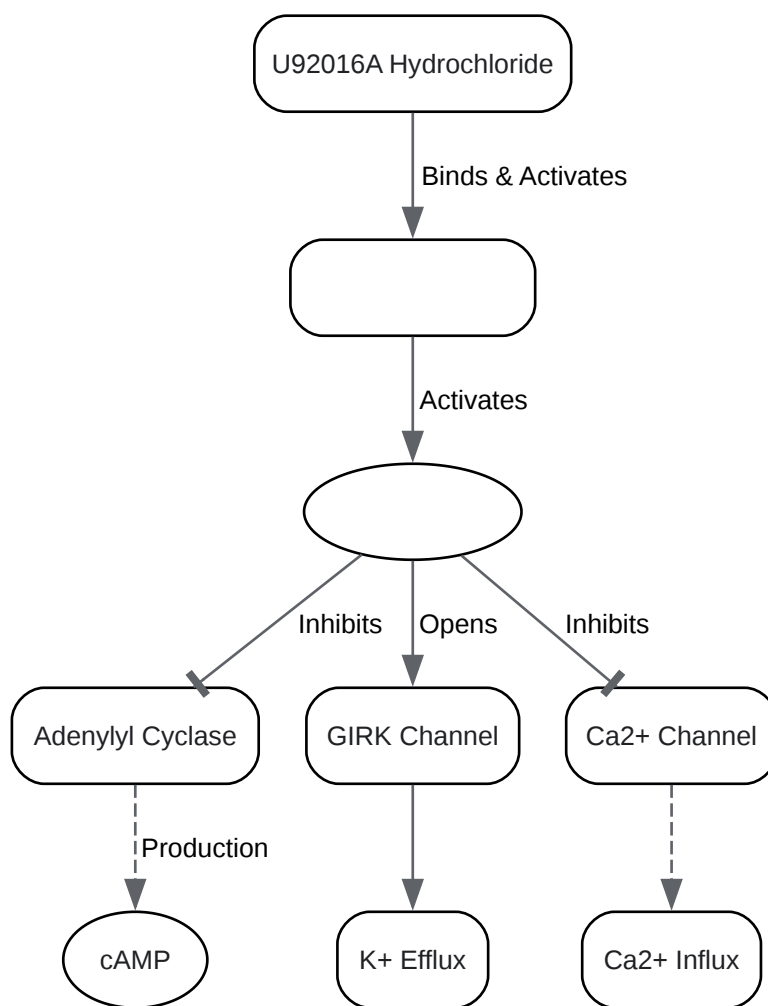 U92016A Hydrochloride
Binds & Activates
Activates
Inhibits
Opens
Inhibits
Adenylyl Cyclase
GIRK Channel
Ca2+ Channel
Production
cAMP
K+ Efflux
Ca2+ Influx